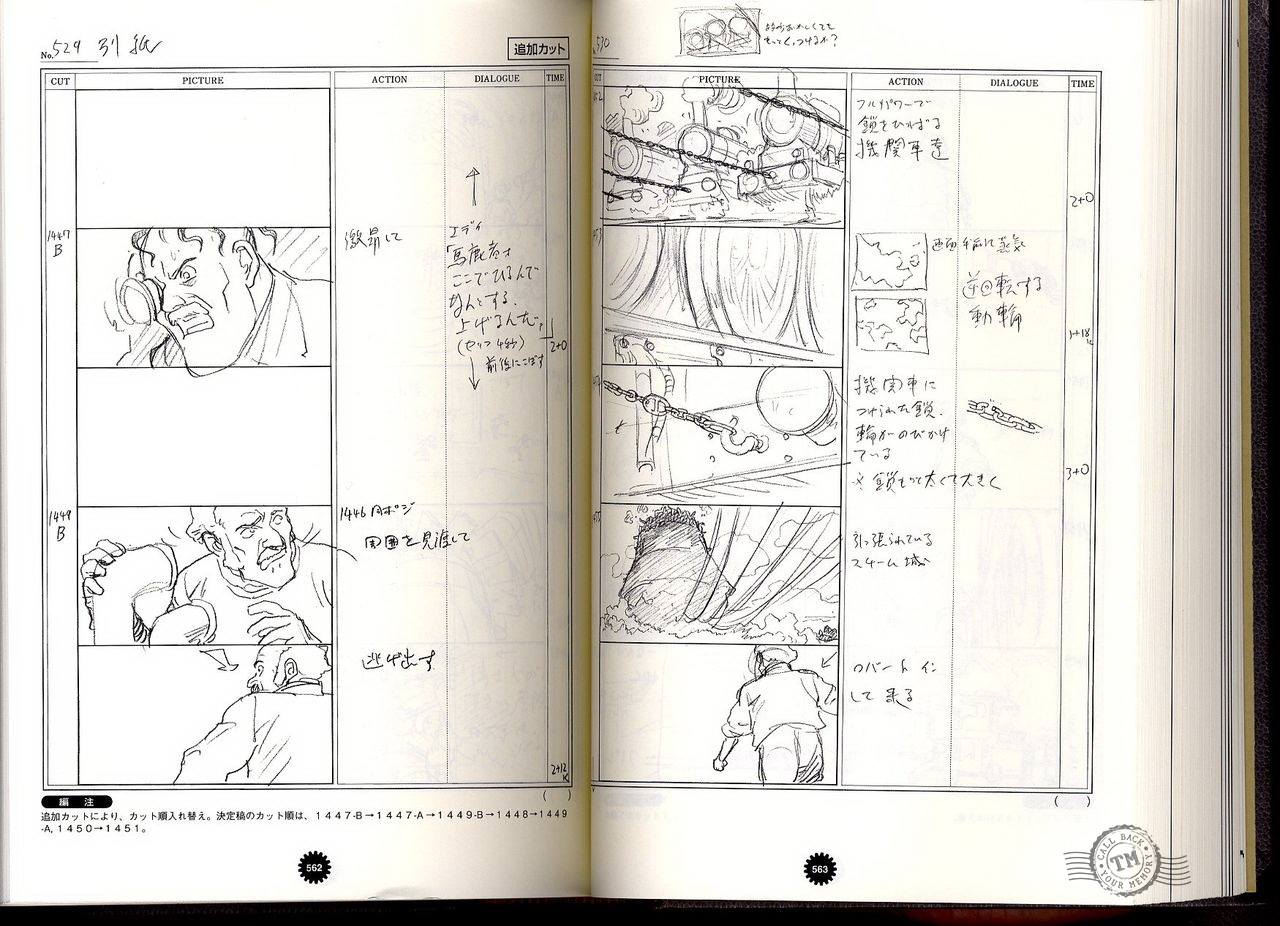 No.529 引 紙
追加カット
CUT PICTURE ACTION DIALOGUE TIME
1447
B
激昂して
エディ
「馬鹿者!
ここでひるんで
なんとする.
上げるんだ」
(セリフ 4秒)
2+0
前後にこぼす
1449
B
1446 同ポジ
周囲を見渡して
逃げ出す
2+12
K
( )
編 注
追加カットにより、カット順入れ替え。決定稿のカット順は、1447-B→1447-A→1449-B→1448→1449
-A, 1450→1451。
562
530
CUT PICTURE ACTION DIALOGUE TIME
フルパワーで
鎖をひっぱる
機関車達
2+0
画面手前に蒸気
逆回転する
動輪
1+18
K
機関車に
つけられた鎖.
輪がのびかけ
ている
※ 鎖もっと太くて大きく
3+0
引っ張られている
スチーム城
ロバート イン
して 来る
( )
563
CALL BACK
TM
YOUR MEMORY